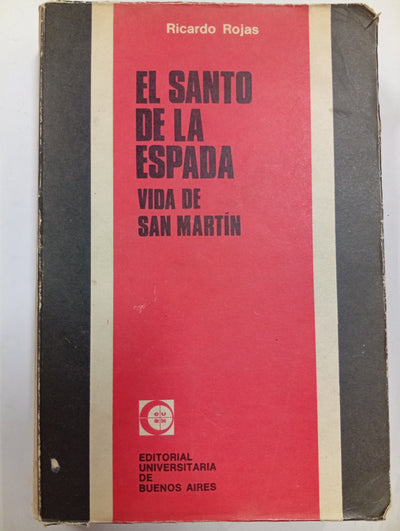 Ricardo Rojas
EL SANTO
DE LA
ESPADA
VIDA DE
SAN MARTÍN
EDITORIAL
UNIVERSITARIA
DE
BUENOS AIRES